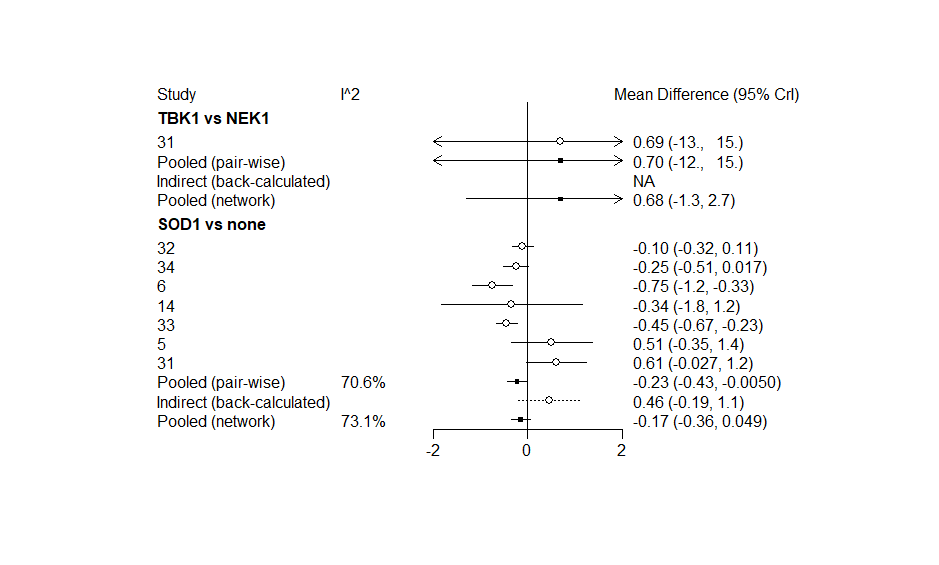 Study I^2 Mean Difference (95% CrI)
TBK1 vs NEK1
31 0.69 (-13., 15.)
Pooled (pair-wise) 0.70 (-12., 15.)
Indirect (back-calculated) NA
Pooled (network) 0.68 (-1.3, 2.7)
SOD1 vs none
32 -0.10 (-0.32, 0.11)
34 -0.25 (-0.51, 0.017)
6 -0.75 (-1.2, -0.33)
14 -0.34 (-1.8, 1.2)
33 -0.45 (-0.67, -0.23)
5 0.51 (-0.35, 1.4)
31 0.61 (-0.027, 1.2)
Pooled (pair-wise) 70.6% -0.23 (-0.43, -0.0050)
Indirect (back-calculated) 0.46 (-0.19, 1.1)
Pooled (network) 73.1% -0.17 (-0.36, 0.049)
-2 0 2